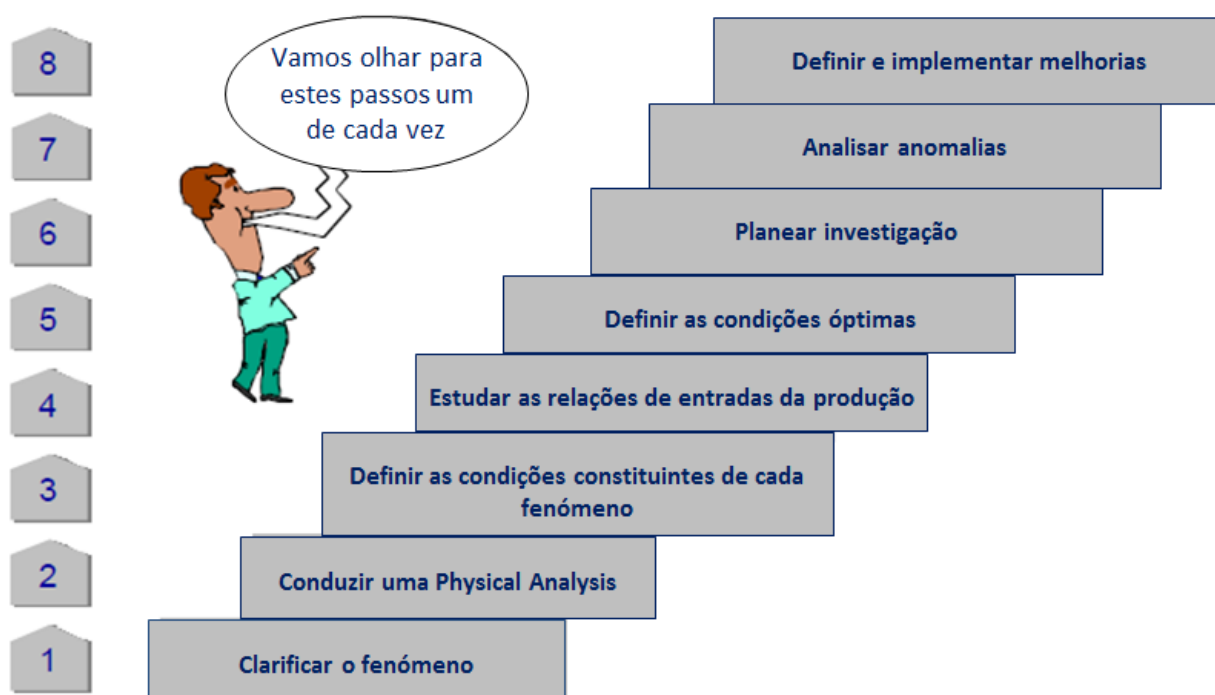 8
Vamos olhar para
estes passos um
de cada vez
Definir e implementar melhorias
7
Analisar anomalias
6
Planear investigação
5
Definir as condições óptimas
4
Estudar as relações de entradas da produção
3
Definir as condições constituintes de cada
fenómeno
2
Conduzir uma Physical Analysis
1
Clarificar o fenómeno